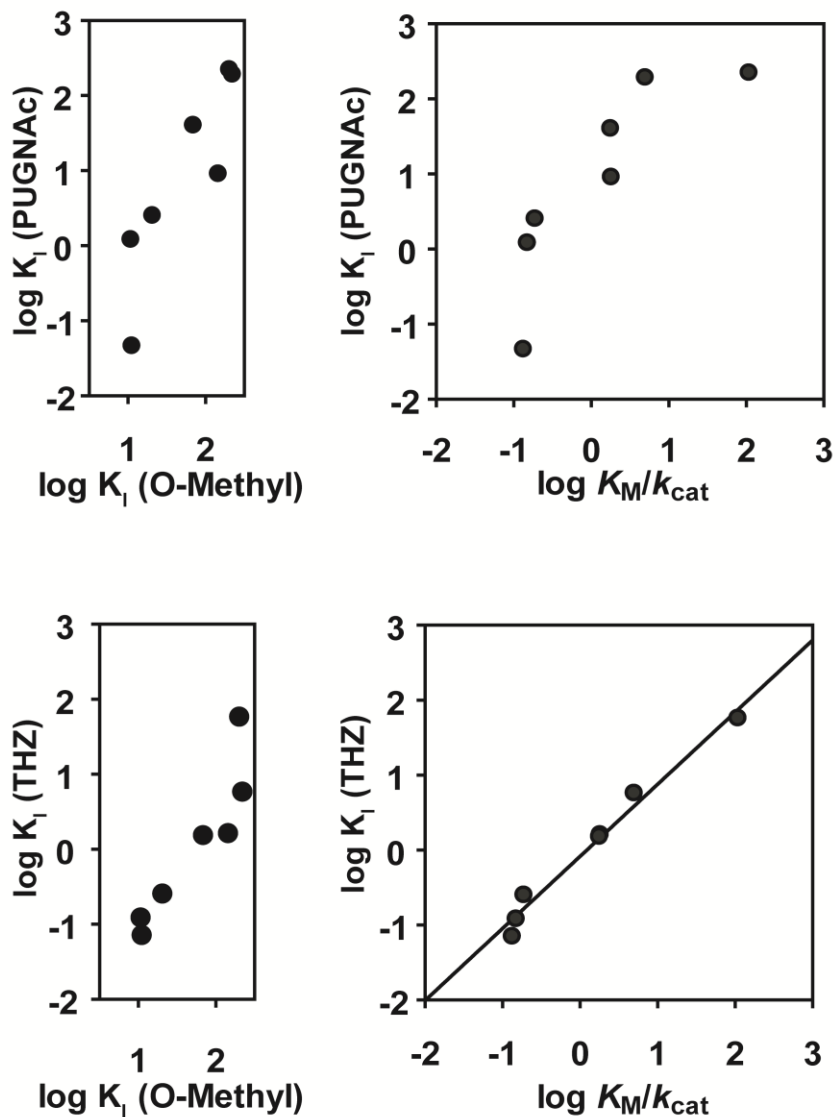 3
2
1
0
-1
-2
log K_I (PUGNAc)
1 2
log K_I (O-Methyl)
3
2
1
0
-1
-2
log K_I (PUGNAc)
-2 -1 0 1 2 3
log K_M/k_cat
3
2
1
0
-1
-2
log K_I (THZ)
1 2
log K_I (O-Methyl)
3
2
1
0
-1
-2
log K_I (THZ)
-2 -1 0 1 2 3
log K_M/k_cat